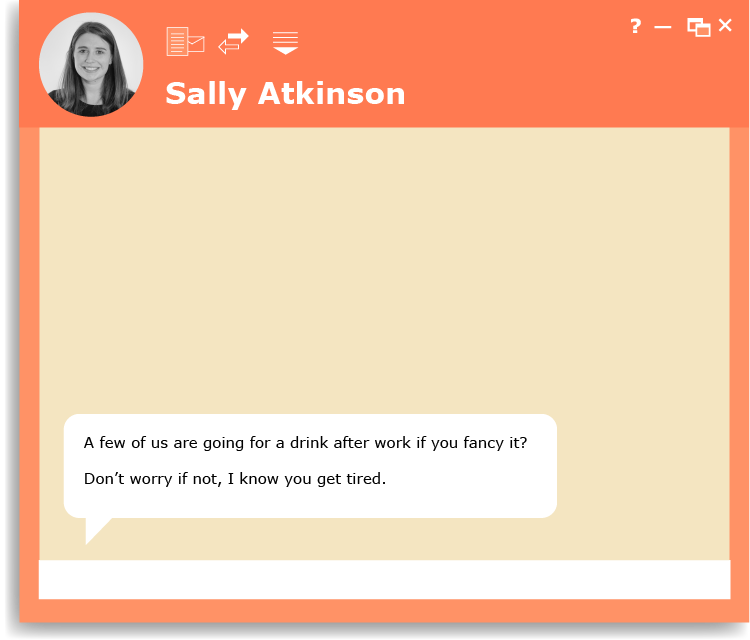 ?
Sally Atkinson
A few of us are going for a drink after work if you fancy it?
Don’t worry if not, I know you get tired.